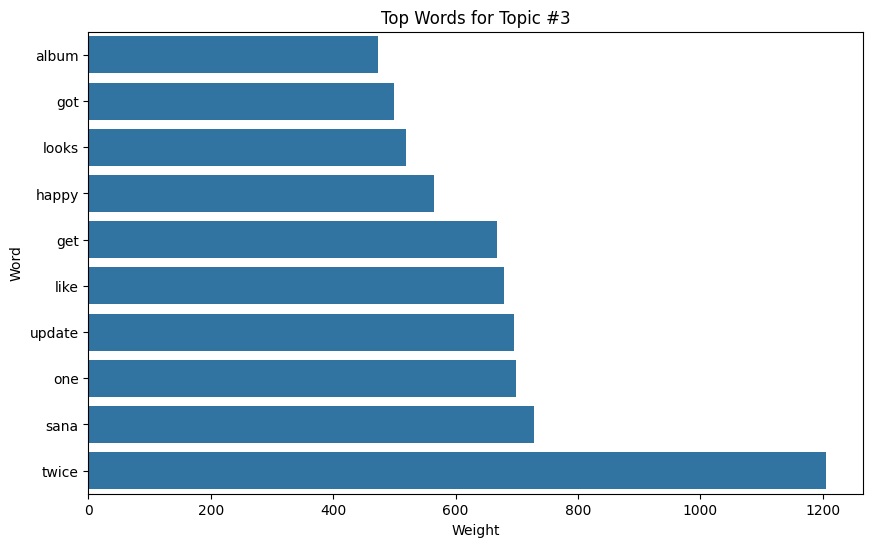 Top Words for Topic #3
album
got
looks
happy
get
like
update
one
sana
twice
Word
0 200 400 600 800 1000 1200
Weight